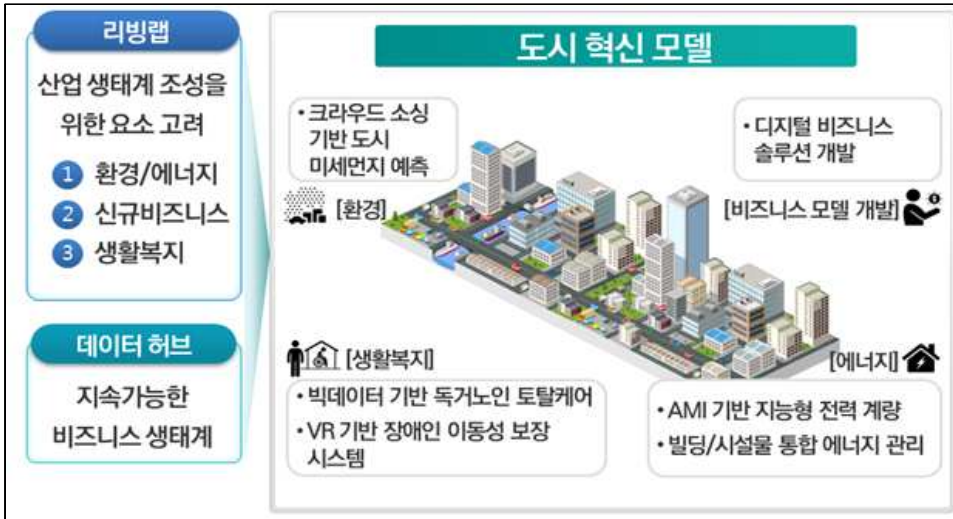 리빙랩
산업 생태계 조성을
위한 요소 고려
1 환경/에너지
2 신규비즈니스
3 생활복지
데이터 허브
지속가능한
비즈니스 생태계
도시 혁신 모델
• 크라우드 소싱
기반 도시
미세먼지 예측
[환경]
• 디지털 비즈니스
솔루션 개발
[비즈니스 모델 개발]
[생활복지]
• 빅데이터 기반 독거노인 토탈케어
• VR 기반 장애인 이동성 보장
시스템
[에너지]
• AMI 기반 지능형 전력 계량
• 빌딩/시설물 통합 에너지 관리